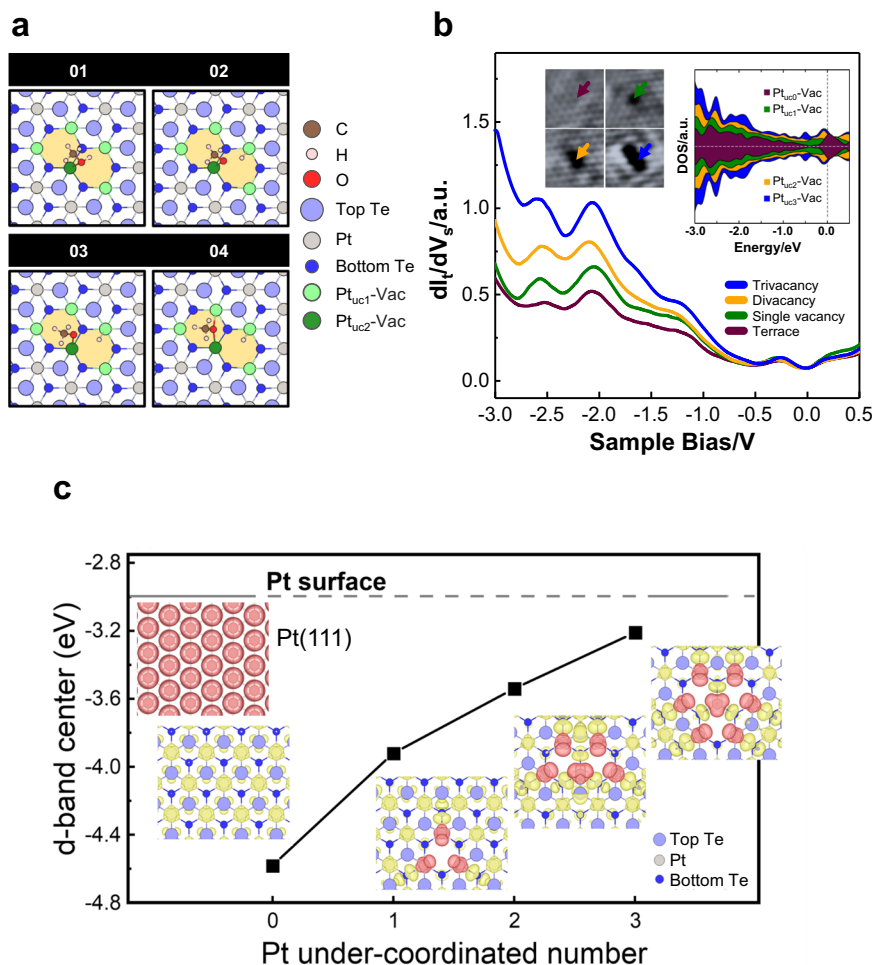 a
01 02
03 04
C
H
O
Top Te
Pt
Bottom Te
Ptuc1-Vac
Ptuc2-Vac
b
dIt/dVs/a.u.
1.5
1.0
0.5
0.0
-3.0 -2.5 -2.0 -1.5 -1.0 -0.5 0.0 0.5
Sample Bias/V
Trivacancy
Divacancy
Single vacancy
Terrace
DOS/a.u.
Ptuc0-Vac
Ptuc1-Vac
Ptuc2-Vac
Ptuc3-Vac
-3.0 -2.0 -1.0 0.0
Energy/eV
c
d-band center (eV)
-2.8
-3.2
-3.6
-4.0
-4.4
-4.8
Pt surface
Pt(111)
Top Te
Pt
Bottom Te
0 1 2 3
Pt under-coordinated number